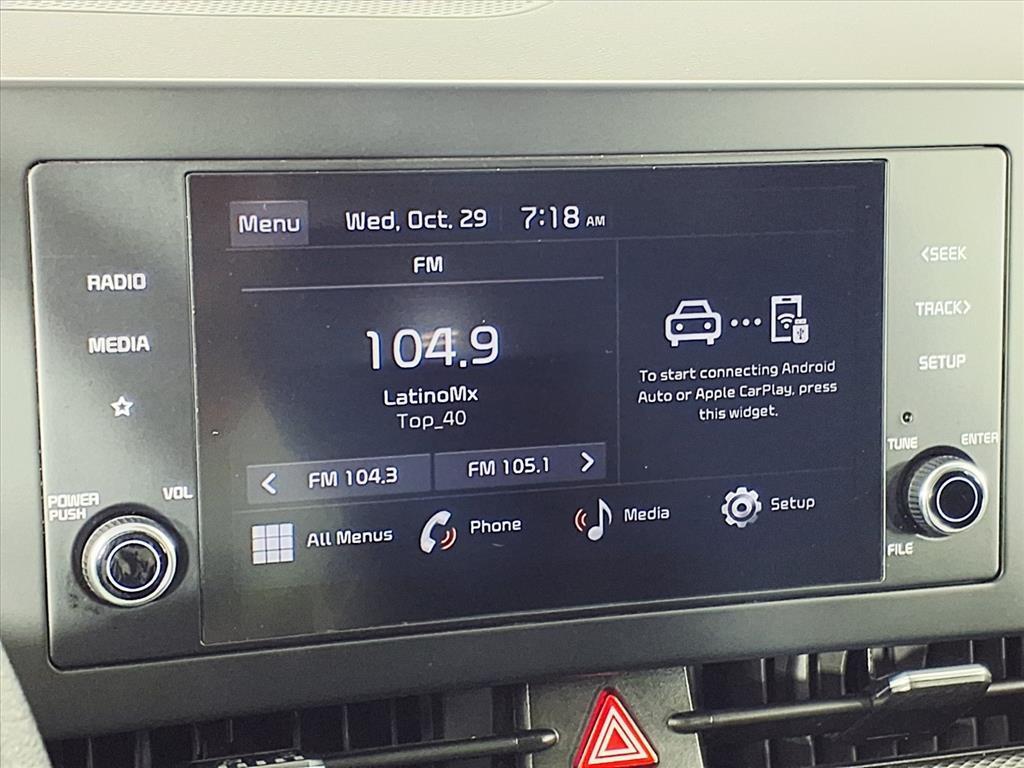 Menu Wed, Oct. 29 7:18 AM
FM
104.9
LatinoMx
Top_40
< FM 104.3 FM 105.1 >
To start connecting Android
Auto or Apple CarPlay, press
this widget.
All Menus Phone Media Setup
RADIO
MEDIA
POWER
PUSH
VOL
<SEEK
TRACK>
SETUP
TUNE
ENTER
FILE